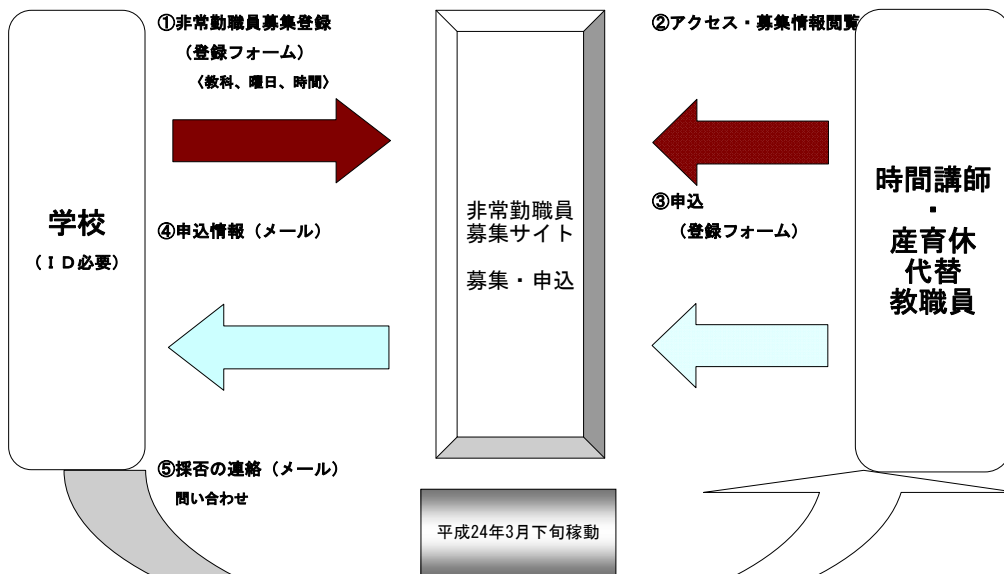 ①非常勤職員募集登録
(登録フォーム)
〈教科、曜日、時間〉
②アクセス・募集情報閲覧
学校
(ID必要)
④申込情報(メール)
非常勤職員
募集サイト
募集・申込
③申込
(登録フォーム)
時間講師
・
産育休
代替
教職員
⑤採否の連絡(メール)
問い合わせ
平成24年3月下旬稼動